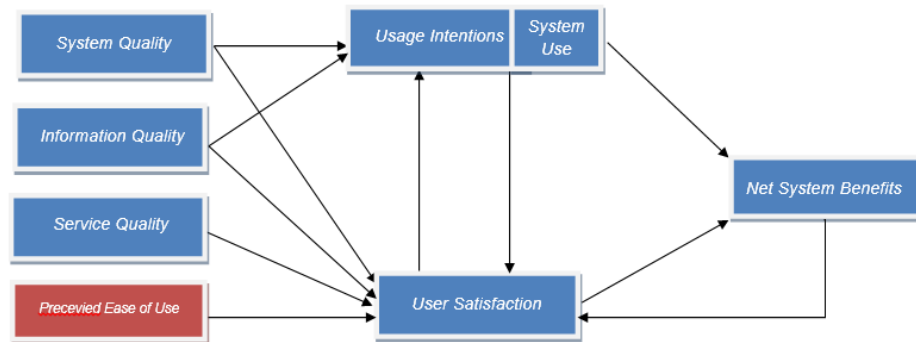 System Quality
Usage Intentions
System
Use
Information Quality
Net System Benefits
Service Quality
Precevied Ease of Use
User Satisfaction